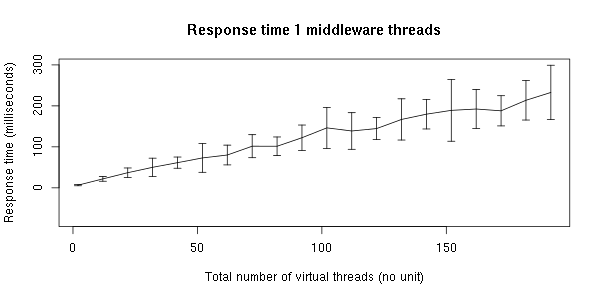 Response time 1 middleware threads
Response time (milliseconds)
300
200
100
0
0 50 100 150
Total number of virtual threads (no unit)